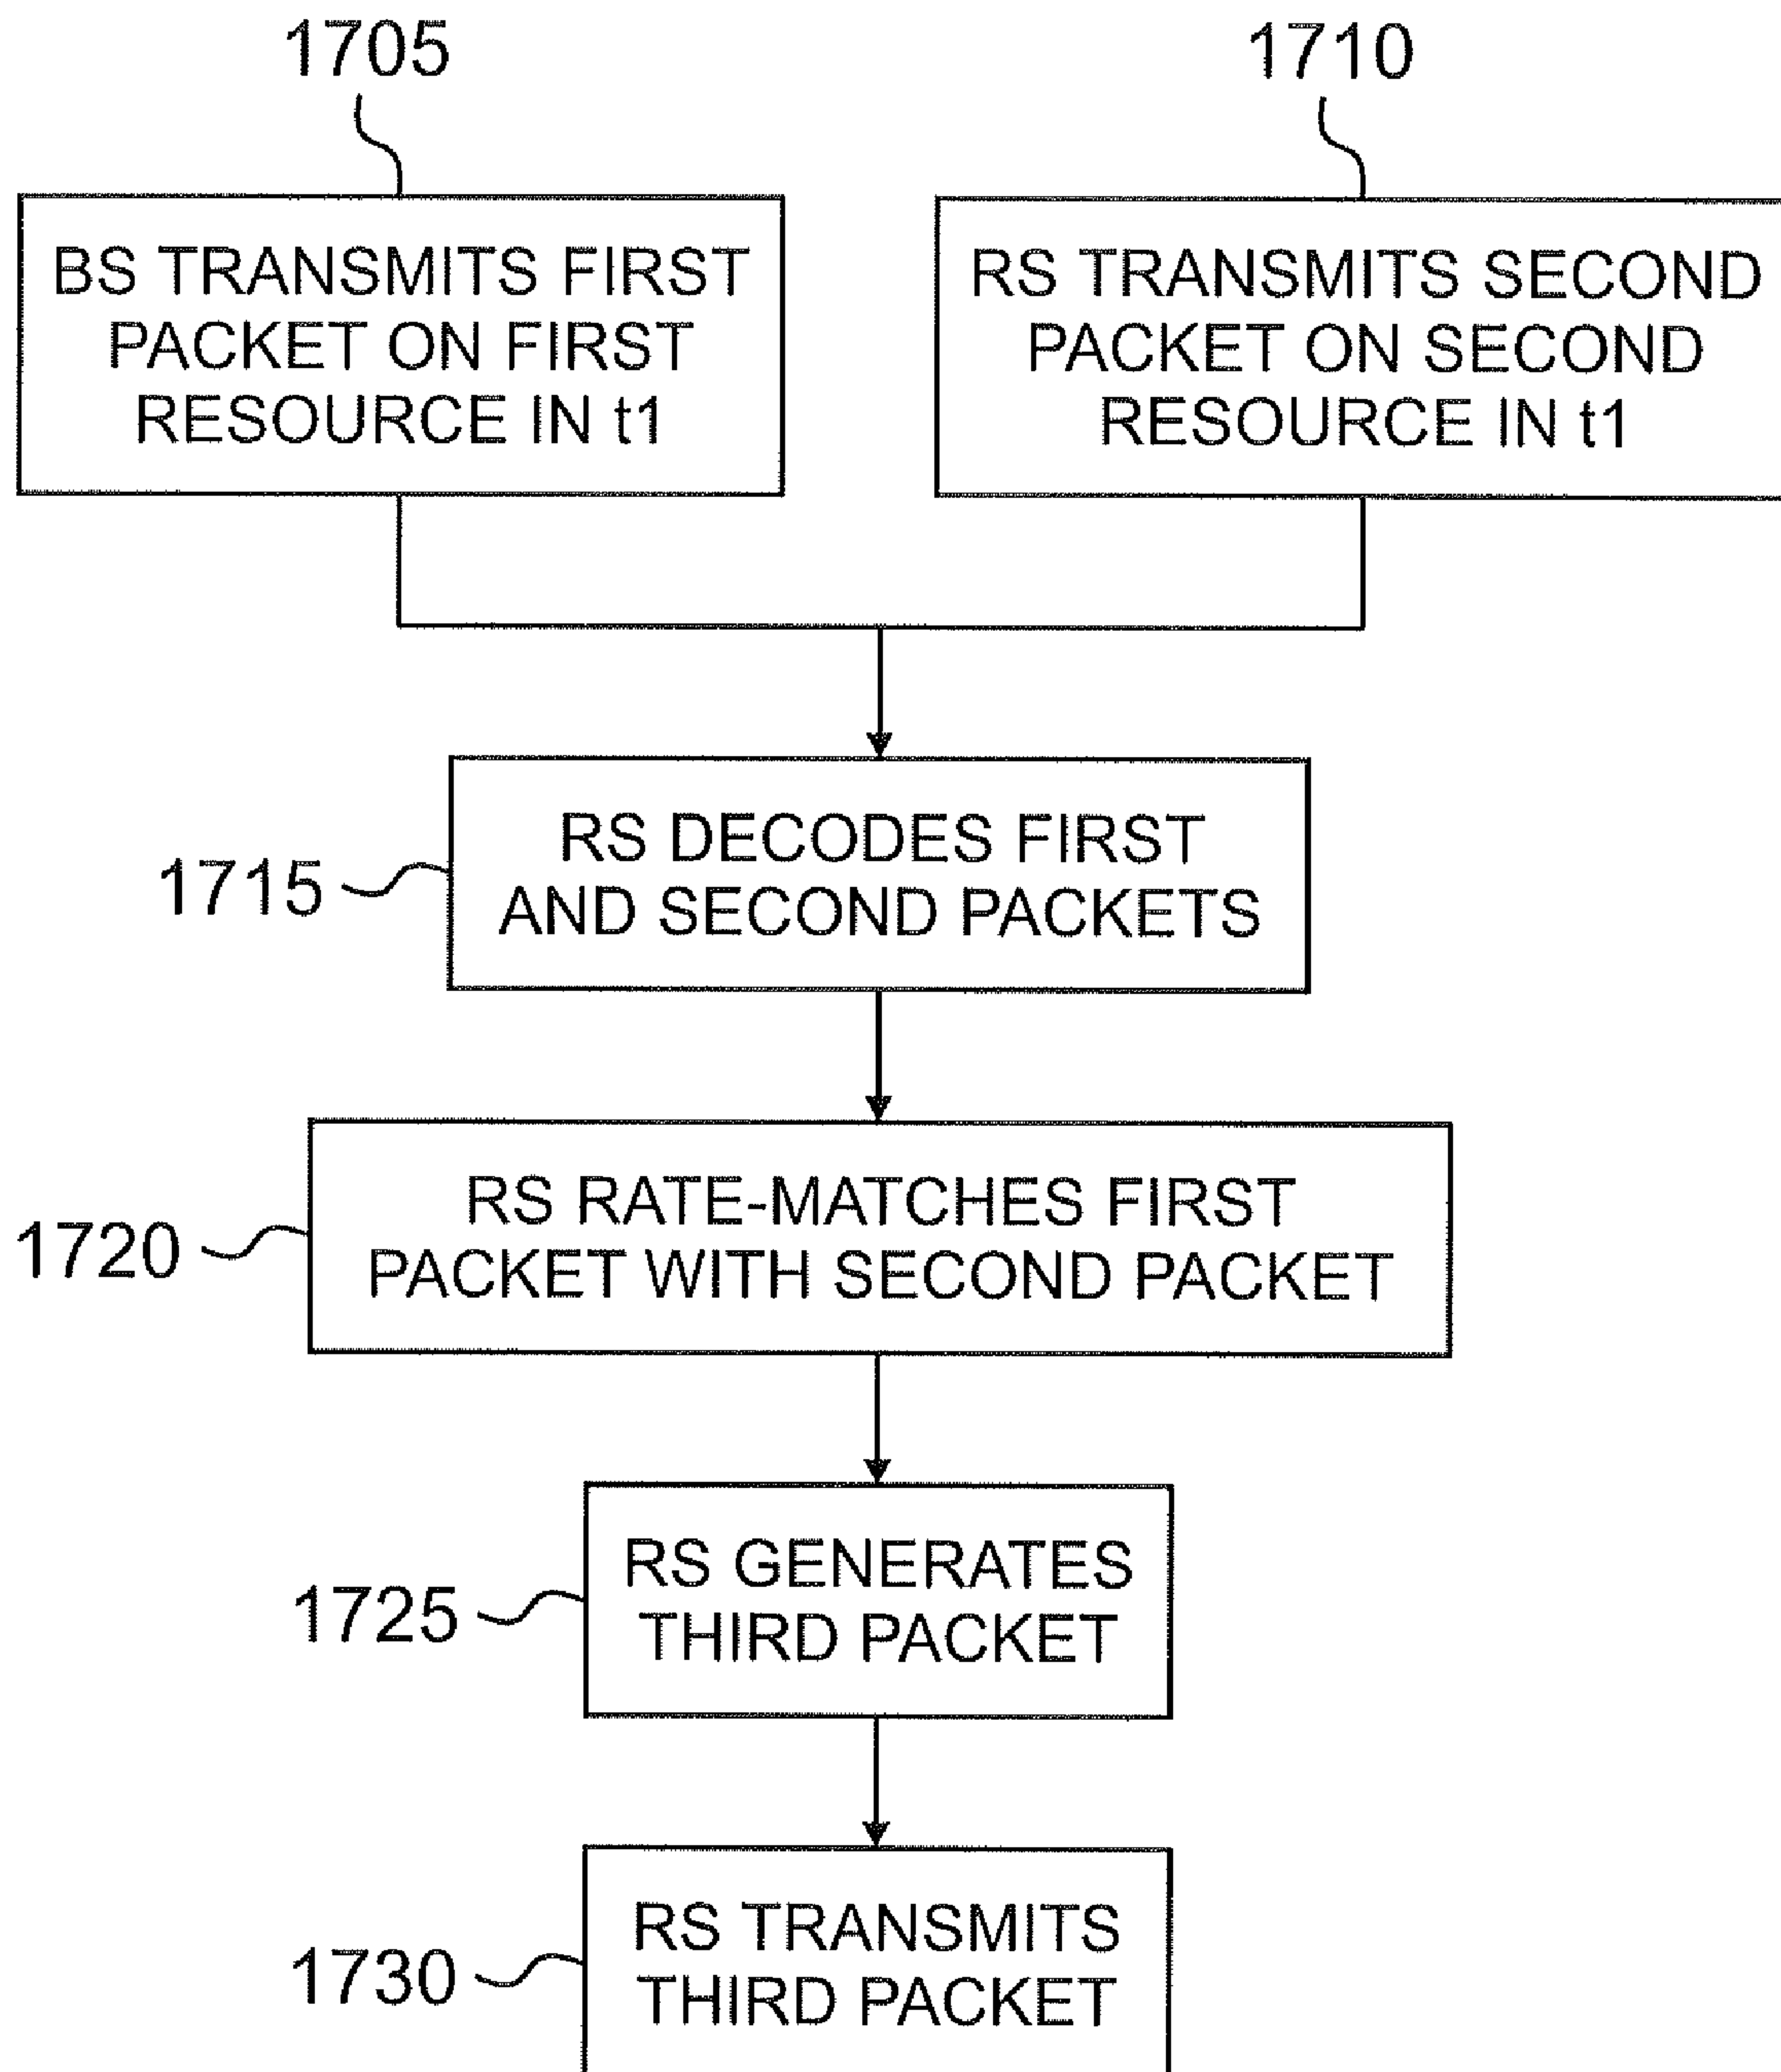 1705
1710
BS TRANSMITS FIRST
PACKET ON FIRST
RESOURCE IN t1
RS TRANSMITS SECOND
PACKET ON SECOND
RESOURCE IN t1
RS DECODES FIRST
AND SECOND PACKETS
1715
RS RATE-MATCHES FIRST
PACKET WITH SECOND PACKET
1720
RS GENERATES
THIRD PACKET
1725
RS TRANSMITS
THIRD PACKET
1730